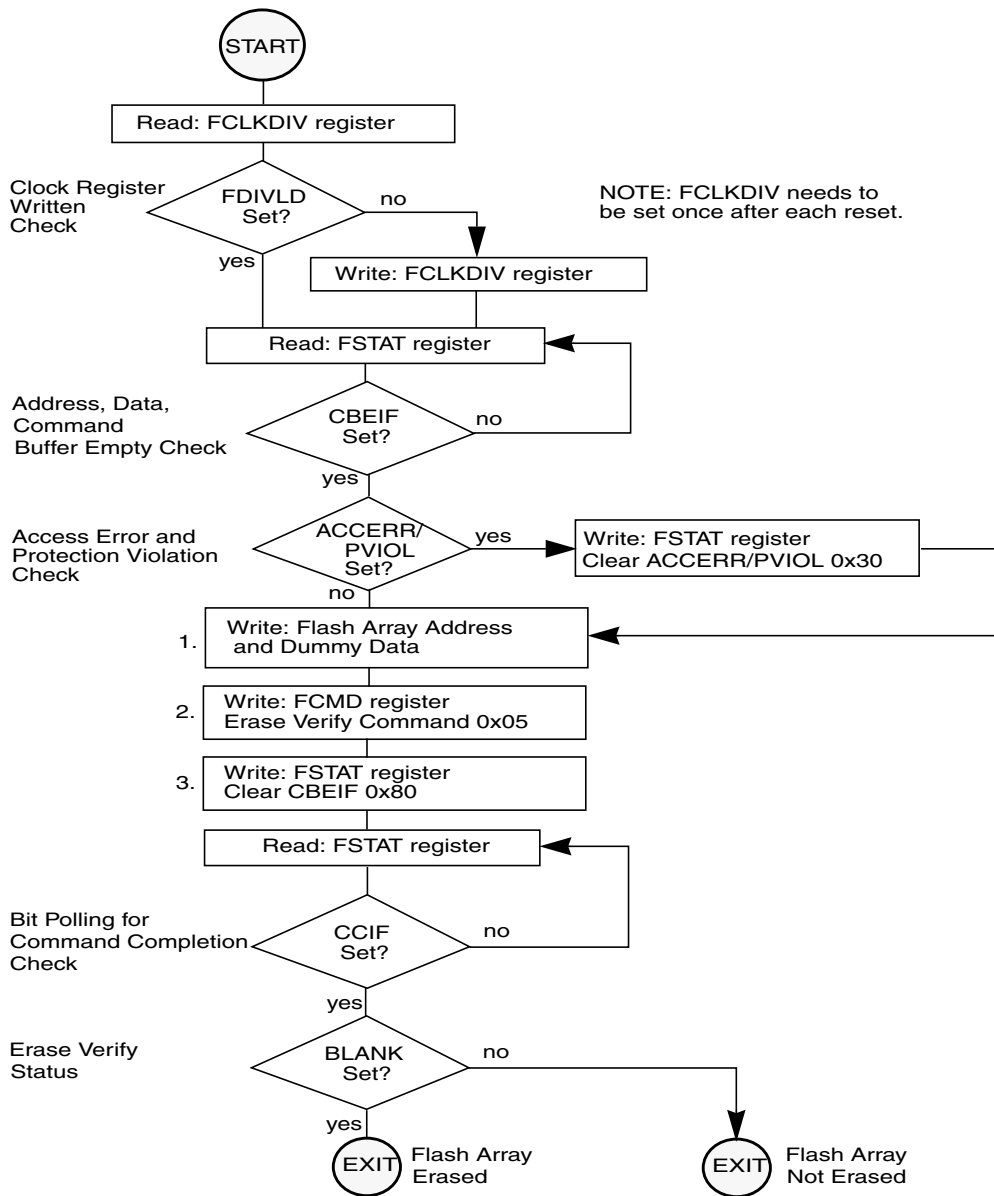 START
Read: FCLKDIV register
Clock Register
Written
Check
FDIVLD
Set?
no
yes
NOTE: FCLKDIV needs to
be set once after each reset.
Write: FCLKDIV register
Read: FSTAT register
Address, Data,
Command
Buffer Empty Check
CBEIF
Set?
no
yes
Access Error and
Protection Violation
Check
ACCERR/
PVIOL
Set?
yes
no
Write: FSTAT register
Clear ACCERR/PVIOL 0x30
1.
Write: Flash Array Address
and Dummy Data
2.
Write: FCMD register
Erase Verify Command 0x05
3.
Write: FSTAT register
Clear CBEIF 0x80
Read: FSTAT register
Bit Polling for
Command Completion
Check
CCIF
Set?
no
yes
Erase Verify
Status
BLANK
Set?
no
yes
EXIT
Flash Array
Erased
EXIT
Flash Array
Not Erased